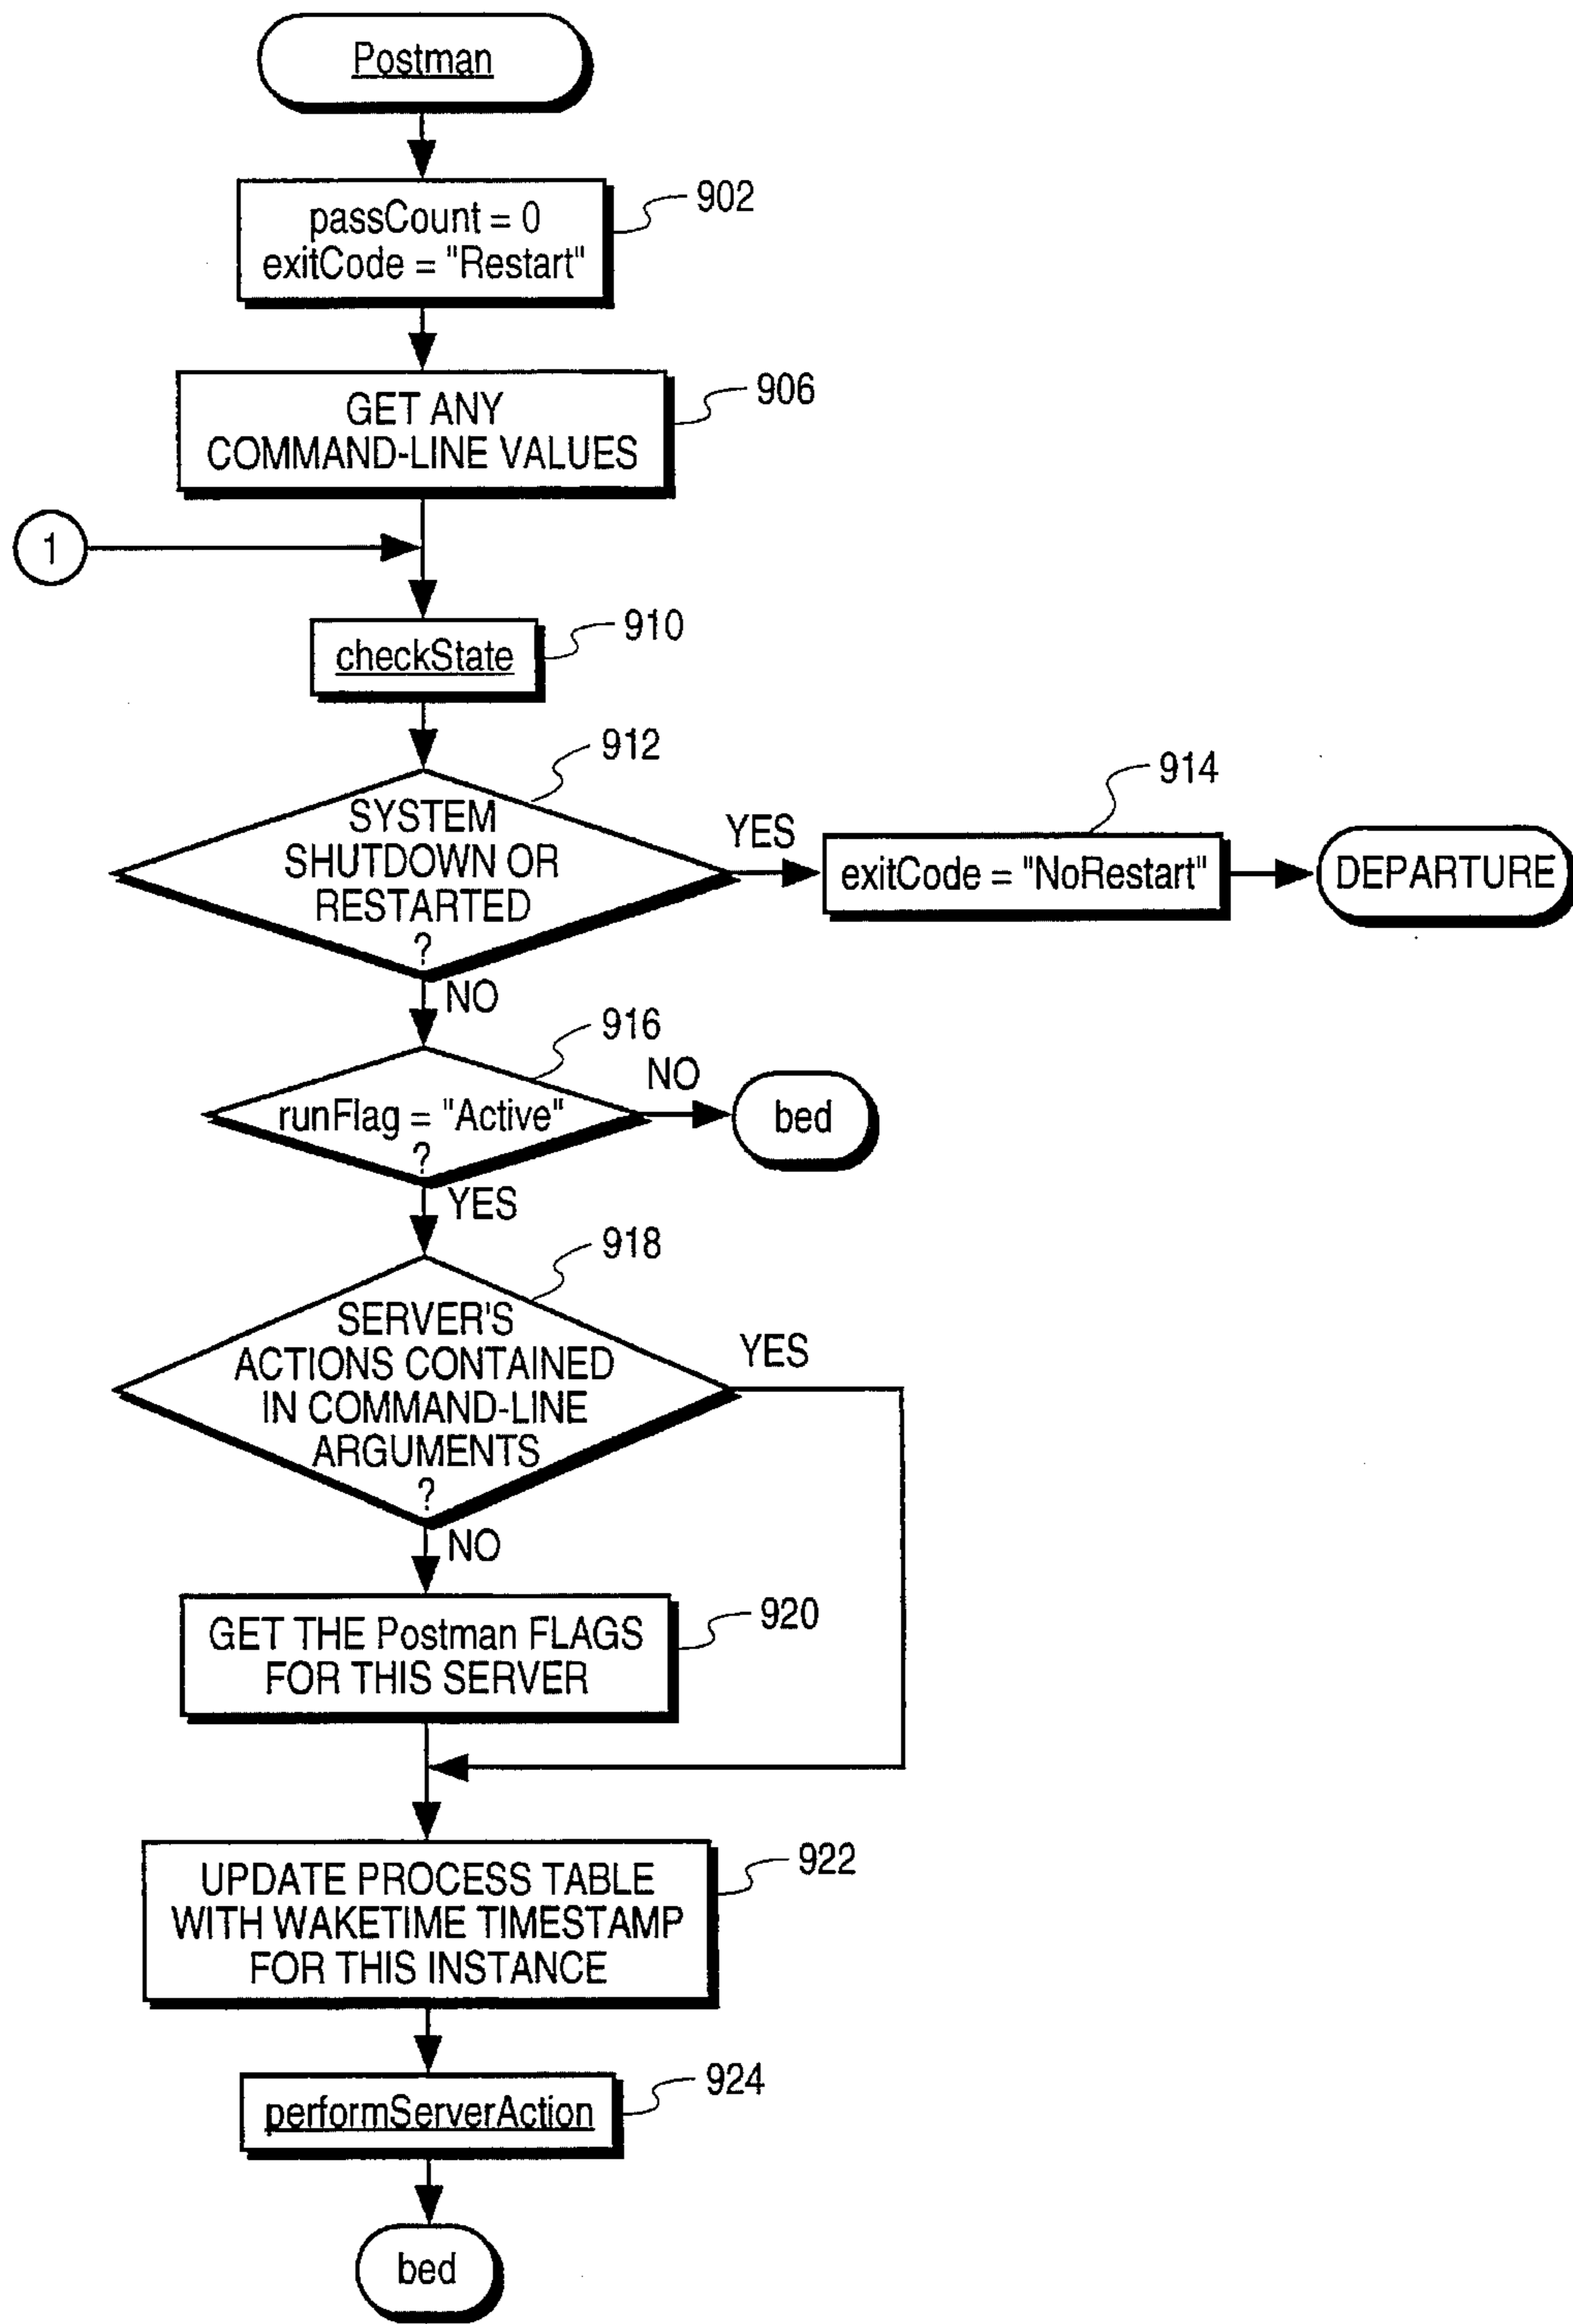 Postman
902
passCount = 0
exitCode = "Restart"
906
GET ANY
COMMAND-LINE VALUES
1
910
checkState
912
SYSTEM
SHUTDOWN OR
RESTARTED
?
YES
914
exitCode = "NoRestart"
DEPARTURE
NO
916
runFlag = "Active"
?
NO
bed
YES
918
SERVER'S
ACTIONS CONTAINED
IN COMMAND-LINE
ARGUMENTS
?
YES
NO
920
GET THE Postman FLAGS
FOR THIS SERVER
922
UPDATE PROCESS TABLE
WITH WAKETIME TIMESTAMP
FOR THIS INSTANCE
924
performServerAction
bed